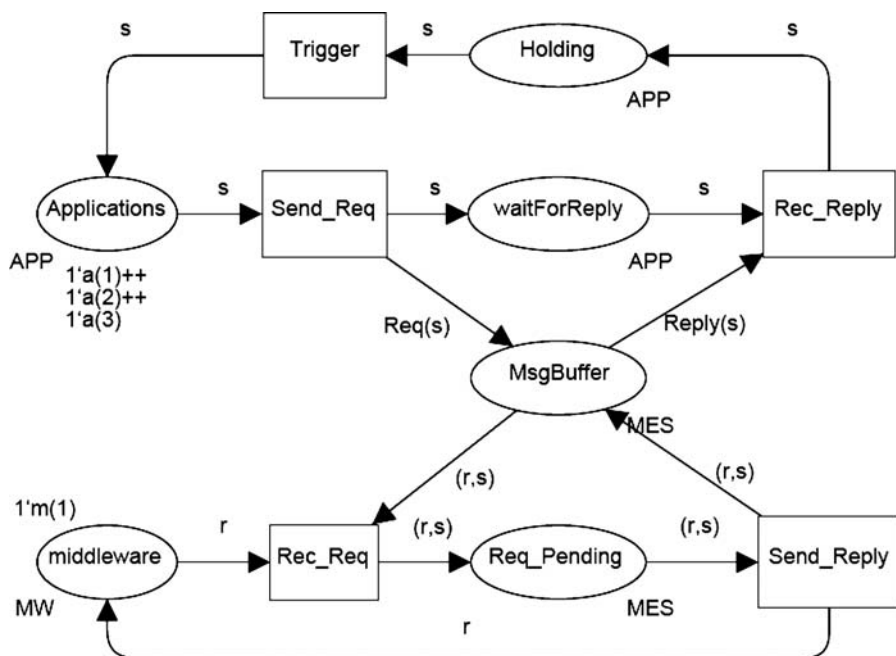 s
s
s
Trigger
Holding
APP
s
s
s
Applications
Send_Req
waitForReply
Rec_Reply
APP
APP
1'a(1)++
1'a(2)++
1'a(3)
Req(s)
Reply(s)
MsgBuffer
MES
(r,s)
(r,s)
1'm(1)
r
(r,s)
(r,s)
middleware
Rec_Req
Req_Pending
Send_Reply
MW
MES
r